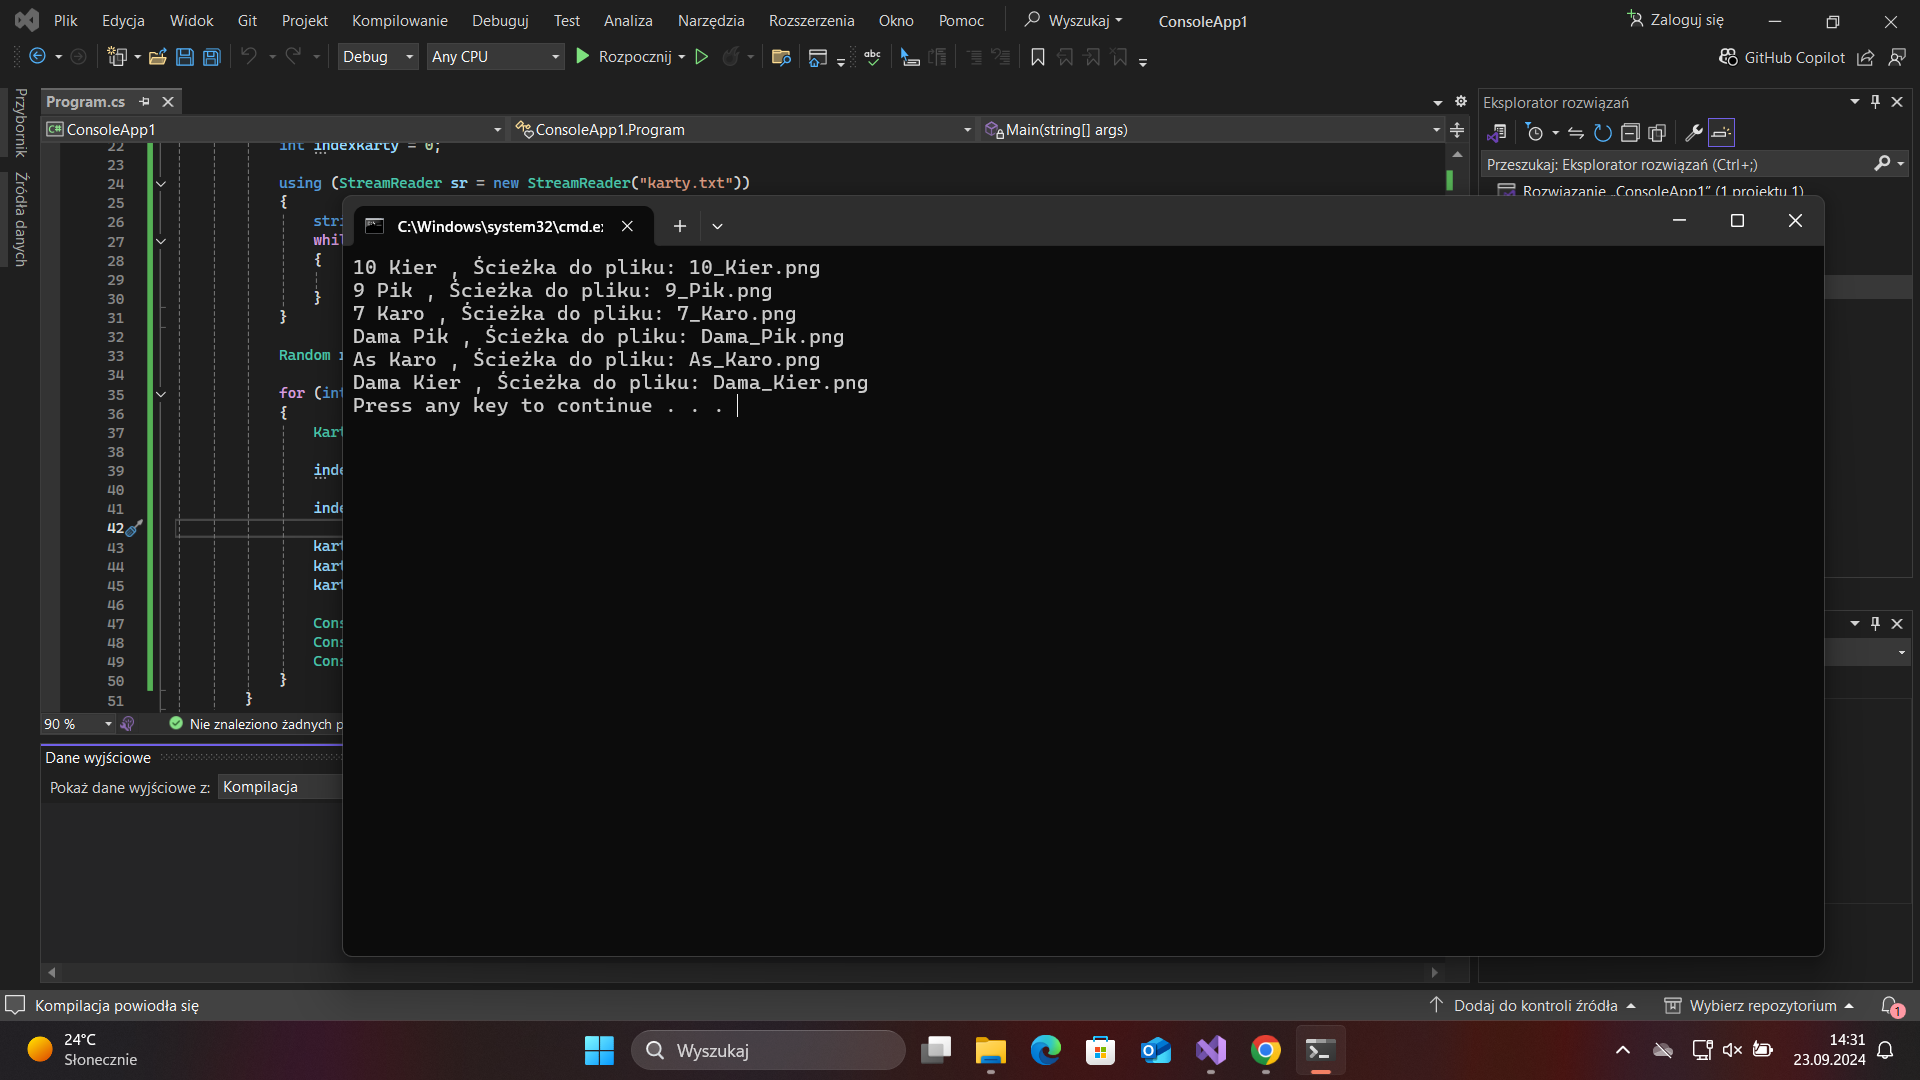 Plik Edycja Widok Git Projekt Kompilowanie Debuguj Test Analiza Narzędzia Rozszerzenia Okno Pomoc Wyszukaj ConsoleApp1 Zaloguj się
Debug Any CPU Rozpocznij abc GitHub Copilot
Przybornik
Źródła danych
Program.cs
C# ConsoleApp1 ConsoleApp1.Program Main(string[] args)
22 int indexKarty = 0;
23
24 using (StreamReader sr = new StreamReader("karty.txt"))
25 {
26 stri
27 whil
28 {
29
30 }
31 }
32
33 Random
34
35 for (int
36 {
37 Kart
38
39 inde
40
41 inde
42
43 kart
44 kart
45 kart
46
47 Cons
48 Cons
49 Cons
50 }
51 }
90 % Nie znaleziono żadnych p
Dane wyjściowe
Pokaż dane wyjściowe z: Kompilacja
Eksplorator rozwiązań
Przeszukaj: Eksplorator rozwiązań (Ctrl+;)
Rozwiązanie „ConsoleApp1” (1 projektu 1)
C:\Windows\system32\cmd.e
10 Kier , Ścieżka do pliku: 10_Kier.png
9 Pik , Ścieżka do pliku: 9_Pik.png
7 Karo , Ścieżka do pliku: 7_Karo.png
Dama Pik , Ścieżka do pliku: Dama_Pik.png
As Karo , Ścieżka do pliku: As_Karo.png
Dama Kier , Ścieżka do pliku: Dama_Kier.png
Press any key to continue . . .
Kompilacja powiodła się Dodaj do kontroli źródła Wybierz repozytorium 1
24°C
Słonecznie
Wyszukaj
14:31
23.09.2024